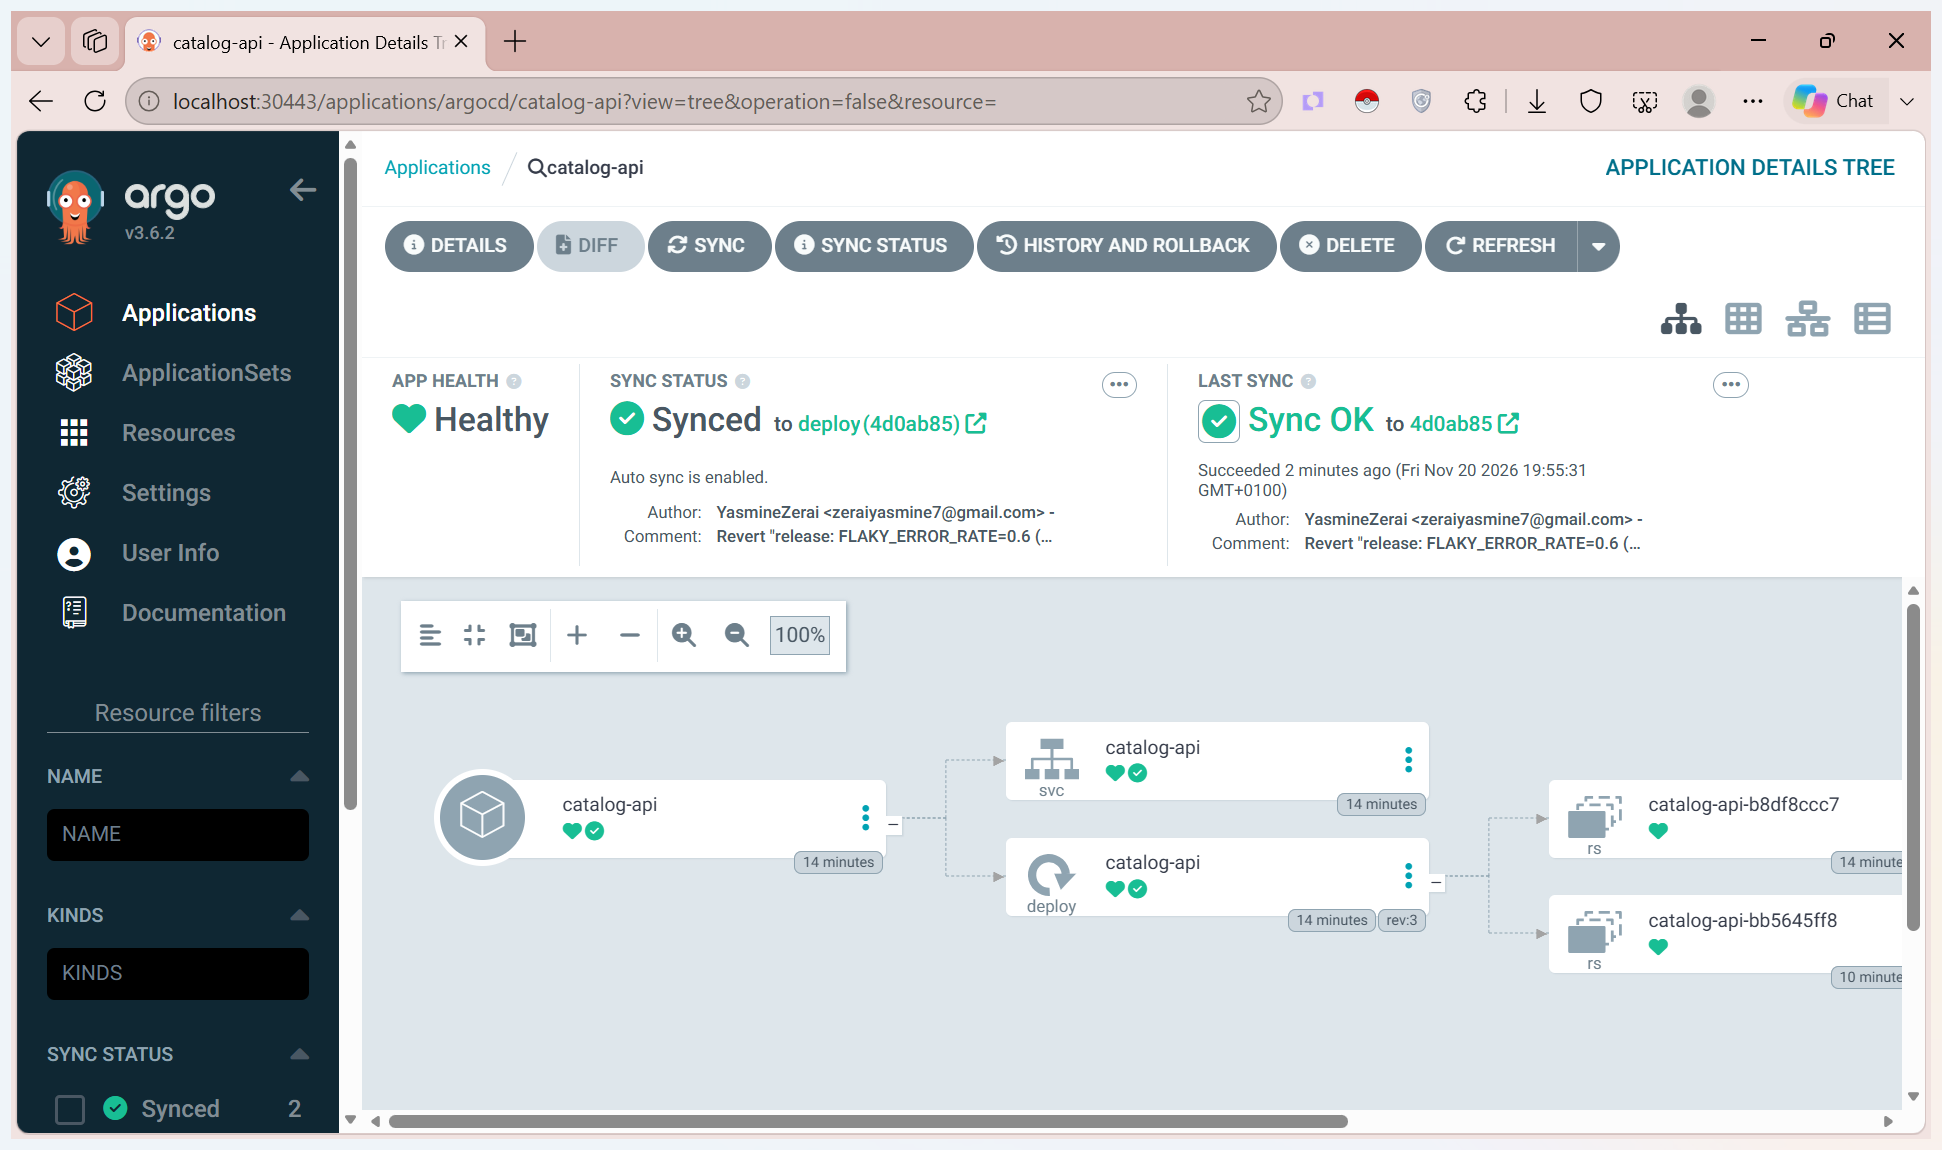 catalog-api - Application Details Tr
localhost:30443/applications/argocd/catalog-api?view=tree&operation=false&resource=
Chat
argo
v3.6.2
Applications
ApplicationSets
Resources
Settings
User Info
Documentation
Resource filters
NAME
NAME
KINDS
KINDS
SYNC STATUS
Synced 2
Applications / catalog-api
APPLICATION DETAILS TREE
DETAILS DIFF SYNC SYNC STATUS HISTORY AND ROLLBACK DELETE REFRESH
APP HEALTH
Healthy
SYNC STATUS
Synced to deploy (4d0ab85)
Auto sync is enabled.
Author: YasmineZerai <zeraiyasmine7@gmail.com> -
Comment: Revert "release: FLAKY_ERROR_RATE=0.6 (...
LAST SYNC
Sync OK to 4d0ab85
Succeeded 2 minutes ago (Fri Nov 20 2026 19:55:31
GMT+0100)
Author: YasmineZerai <zeraiyasmine7@gmail.com> -
Comment: Revert "release: FLAKY_ERROR_RATE=0.6 (...
100%
catalog-api
14 minutes
catalog-api
svc
14 minutes
catalog-api
deploy
14 minutes rev:3
catalog-api-b8df8ccc7
rs
14 minute
catalog-api-bb5645ff8
rs
10 minute